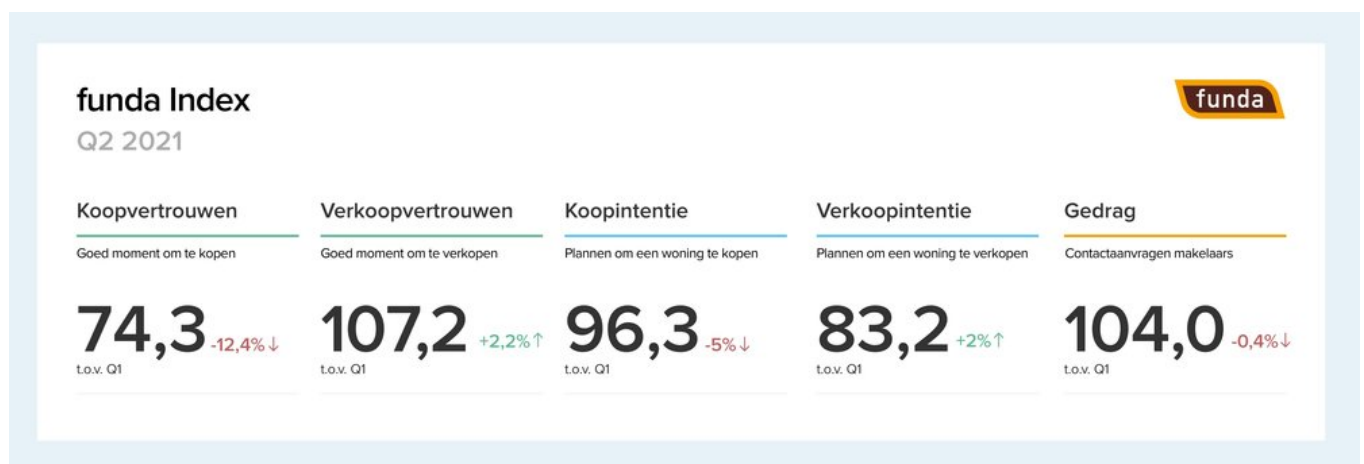 funda Index
funda
Q2 2021
Koopvertrouwen
Goed moment om te kopen
74,3 -12,4%↓
t.o.v. Q1
Verkoopvertrouwen
Goed moment om te verkopen
107,2 +2,2%↑
t.o.v. Q1
Koopintentie
Plannen om een woning te kopen
96,3 -5%↓
t.o.v. Q1
Verkoopintentie
Plannen om een woning te verkopen
83,2 +2%↑
t.o.v. Q1
Gedrag
Contactaanvragen makelaars
104,0 -0,4%↓
t.o.v. Q1